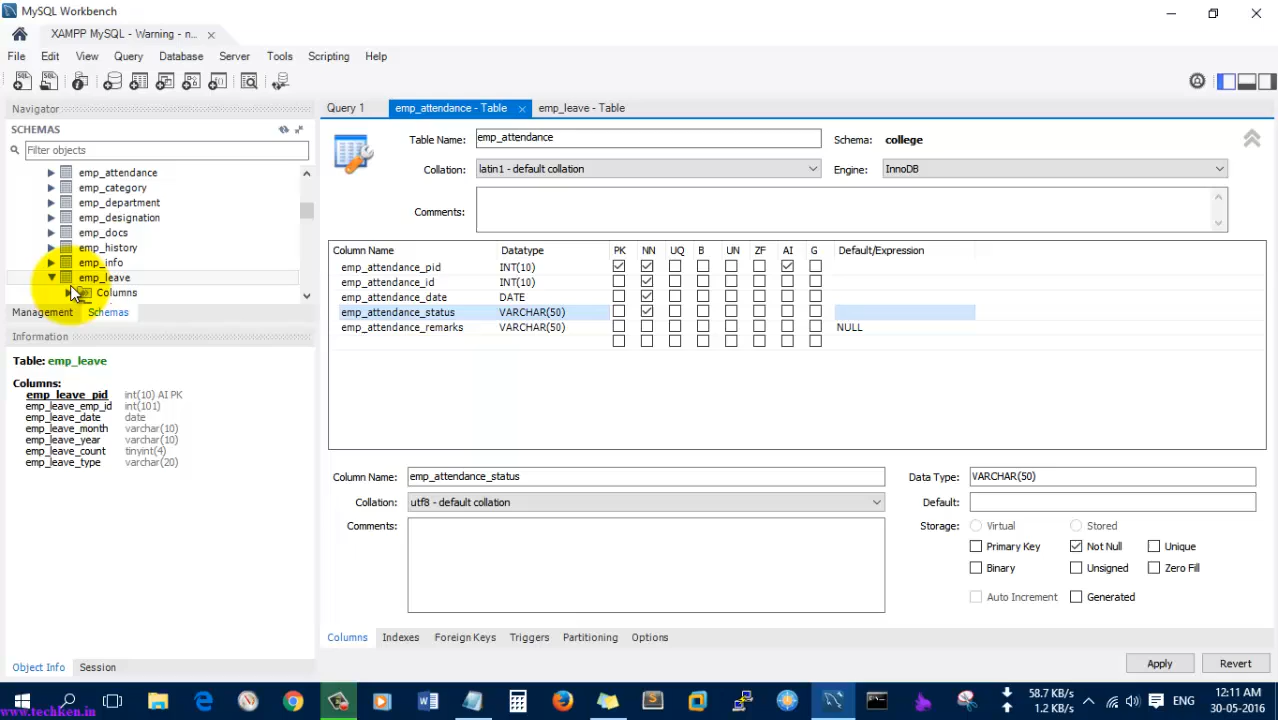 MySQL Workbench
XAMPP MySQL - Warning - n...
File Edit View Query Database Server Tools Scripting Help
Navigator
SCHEMAS
Filter objects
emp_attendance
emp_category
emp_department
emp_designation
emp_docs
emp_history
emp_info
emp_leave
Columns
Management Schemas
Information
Table: emp_leave
Columns:
emp_leave_pid int(10) AI PK
emp_leave_emp_id int(101)
emp_leave_date date
emp_leave_month varchar(10)
emp_leave_year varchar(10)
emp_leave_count tinyint(4)
emp_leave_type varchar(20)
Object Info Session
Query 1 emp_attendance - Table emp_leave - Table
Table Name: emp_attendance Schema: college
Collation: latin1 - default collation Engine: InnoDB
Comments:
Column Name Datatype PK NN UQ B UN ZF AI G Default/Expression
emp_attendance_pid INT(10)
emp_attendance_id INT(10)
emp_attendance_date DATE
emp_attendance_status VARCHAR(50)
emp_attendance_remarks VARCHAR(50) NULL
Column Name: emp_attendance_status Data Type: VARCHAR(50)
Collation: utf8 - default collation Default:
Comments: Storage: Virtual Stored
Primary Key Not Null Unique
Binary Unsigned Zero Fill
Auto Increment Generated
Columns Indexes Foreign Keys Triggers Partitioning Options
Apply Revert
58.7 KB/s
1.2 KB/s
ENG
12:11 AM
30-05-2016
www.techken.in